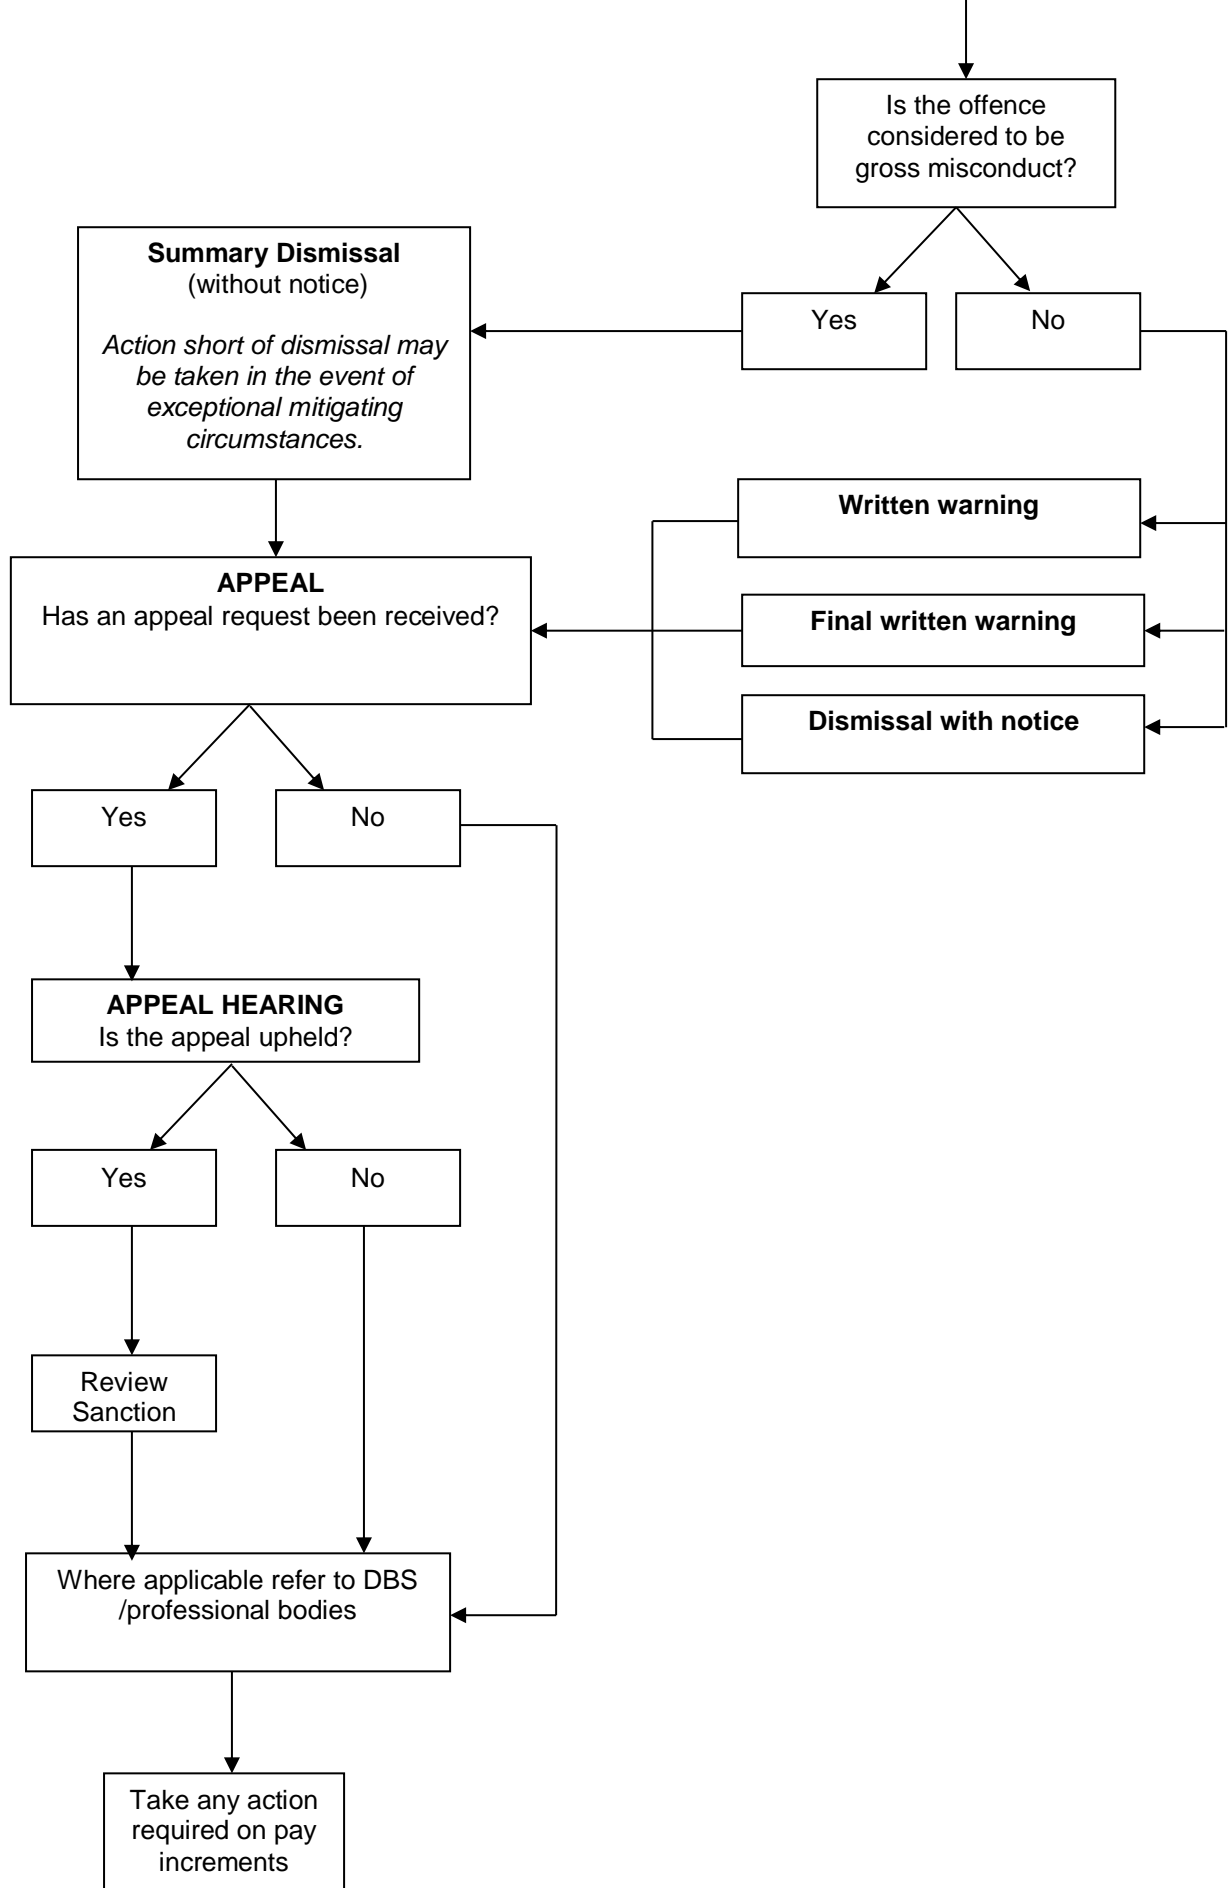 Is the offence
considered to be
gross misconduct?
Summary Dismissal
(without notice)
Action short of dismissal may
be taken in the event of
exceptional mitigating
circumstances.
Yes
No
Written warning
APPEAL
Has an appeal request been received?
Final written warning
Dismissal with notice
Yes
No
APPEAL HEARING
Is the appeal upheld?
Yes
No
Review
Sanction
Where applicable refer to DBS
/professional bodies
Take any action
required on pay
increments